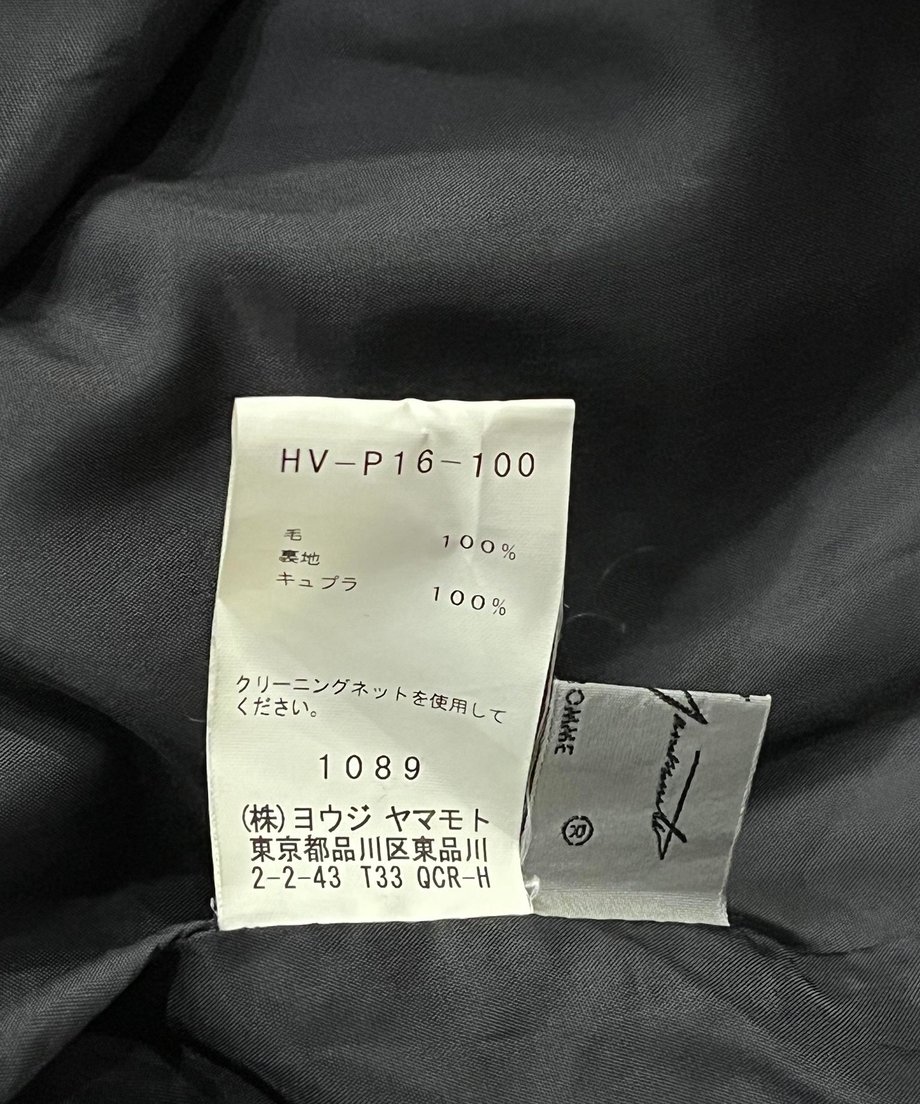 HV-P16-100
毛 100%
裏地
キュプラ 100%
クリーニングネットを使用して
ください。
1089
(株)ヨウジ ヤマモト
東京都品川区東品川
2-2-43 T33 QCR-H
Yamamoto
®